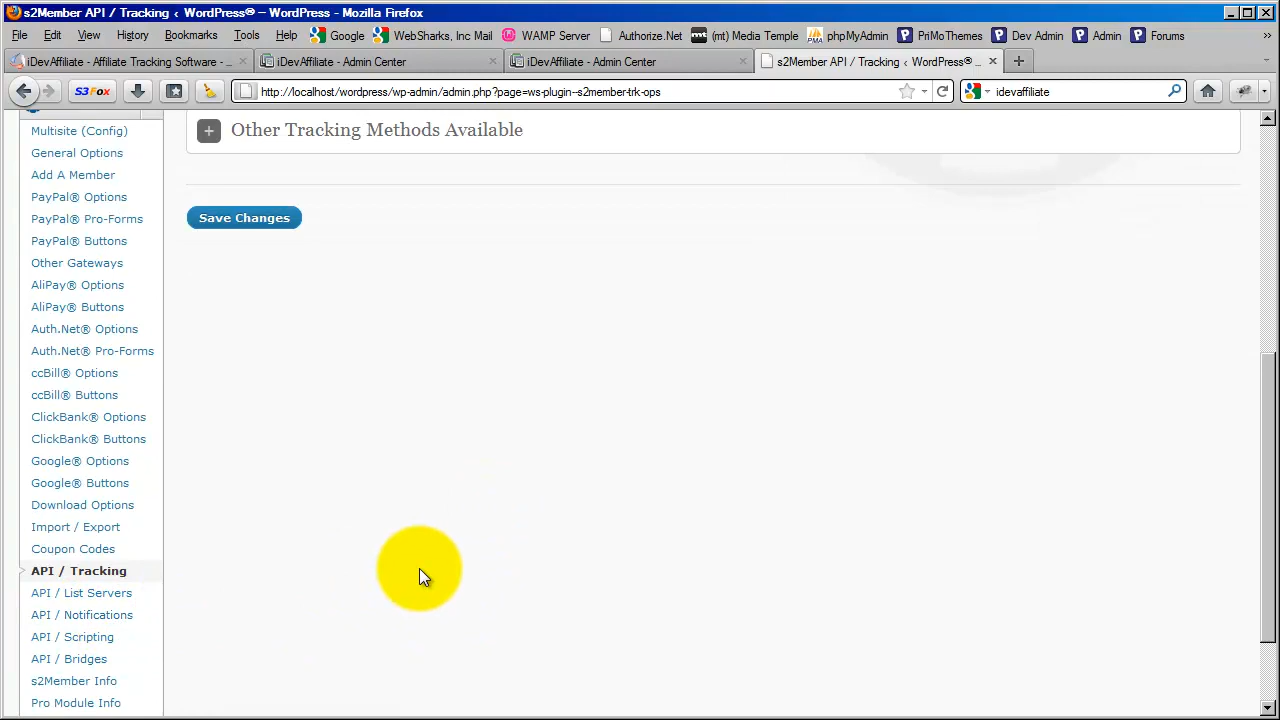 s2Member API / Tracking ‹ WordPress® — WordPress - Mozilla Firefox
File Edit View History Bookmarks Tools Help Google WebSharks, Inc Mail WAMP Server Authorize.Net (mt) Media Temple phpMyAdmin PriMoThemes Dev Admin Admin Forums »
iDevAffiliate - Affiliate Tracking Software - ... iDevAffiliate - Admin Center iDevAffiliate - Admin Center s2Member API / Tracking ‹ WordPress® ...
S3Fox http://localhost/wordpress/wp-admin/admin.php?page=ws-plugin--s2member-trk-ops idevaffiliate
Other Tracking Methods Available
Save Changes
Multisite (Config)
General Options
Add A Member
PayPal® Options
PayPal® Pro-Forms
PayPal® Buttons
Other Gateways
AliPay® Options
AliPay® Buttons
Auth.Net® Options
Auth.Net® Pro-Forms
ccBill® Options
ccBill® Buttons
ClickBank® Options
ClickBank® Buttons
Google® Options
Google® Buttons
Download Options
Import / Export
Coupon Codes
API / Tracking
API / List Servers
API / Notifications
API / Scripting
API / Bridges
s2Member Info
Pro Module Info